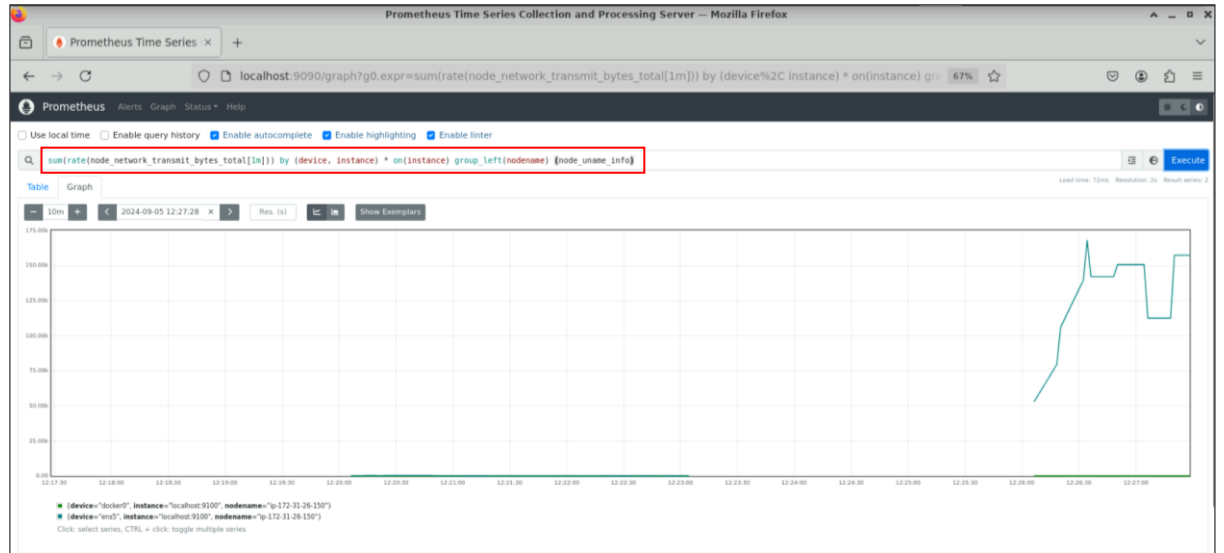 Prometheus Time Series Collection and Processing Server — Mozilla Firefox
Prometheus Time Series × +
localhost:9090/graph?g0.expr=sum(rate(node_network_transmit_bytes_total[1m])) by (device%2C instance) * on(instance) gro 67%
Prometheus Alerts Graph Status Help
Use local time Enable query history Enable autocomplete Enable highlighting Enable linter
sum(rate(node_network_transmit_bytes_total[1m])) by (device, instance) * on(instance) group_left(nodename) (node_uname_info) Execute
Load time: 72ms Resolution: 2s Result series: 2
Table Graph
− 10m + 2024-09-05 12:27:28 × Res. (s) Show Exemplars
175.00k
150.00k
125.00k
100.00k
75.00k
50.00k
25.00k
0.00
12:17:30 12:18:00 12:18:30 12:19:00 12:19:30 12:20:00 12:20:30 12:21:00 12:21:30 12:22:00 12:22:30 12:23:00 12:23:30 12:24:00 12:24:30 12:25:00 12:25:30 12:26:00 12:26:30 12:27:00
{device="docker0", instance="localhost:9100", nodename="ip-172-31-26-150"}
{device="ens5", instance="localhost:9100", nodename="ip-172-31-26-150"}
Click: select series, CTRL + click: toggle multiple series